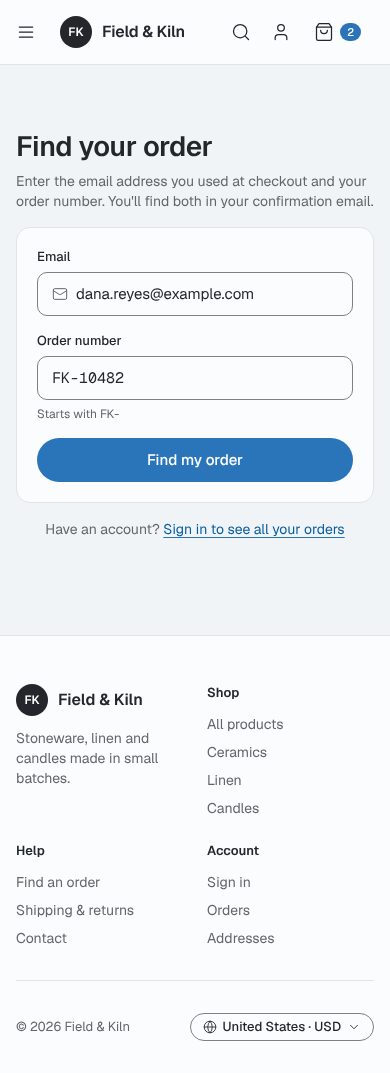 FK Field & Kiln 2
Find your order
Enter the email address you used at checkout and your
order number. You'll find both in your confirmation email.
Email
dana.reyes@example.com
Order number
FK-10482
Starts with FK-
Find my order
Have an account? Sign in to see all your orders
FK Field & Kiln
Stoneware, linen and
candles made in small
batches.
Shop
All products
Ceramics
Linen
Candles
Help
Find an order
Shipping & returns
Contact
Account
Sign in
Orders
Addresses
© 2026 Field & Kiln
United States · USD